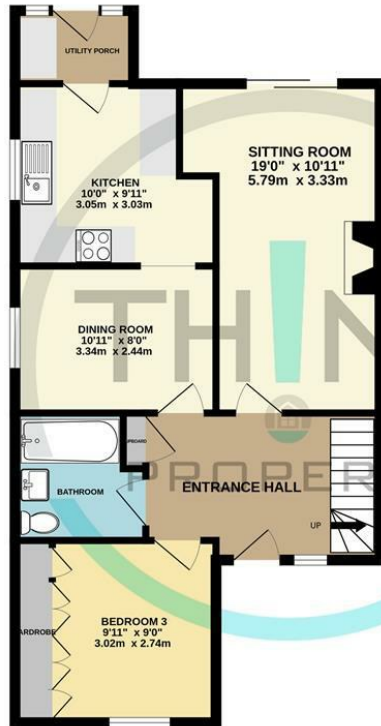 UTILITY PORCH
KITCHEN
10'0" x 9'11"
3.05m x 3.03m
SITTING ROOM
19'0" x 10'11"
5.79m x 3.33m
DINING ROOM
10'11" x 8'0"
3.34m x 2.44m
THIN
BATHROOM
PROPER
ENTRANCE HALL
UP
BEDROOM 3
9'11" x 9'0"
3.02m x 2.74m